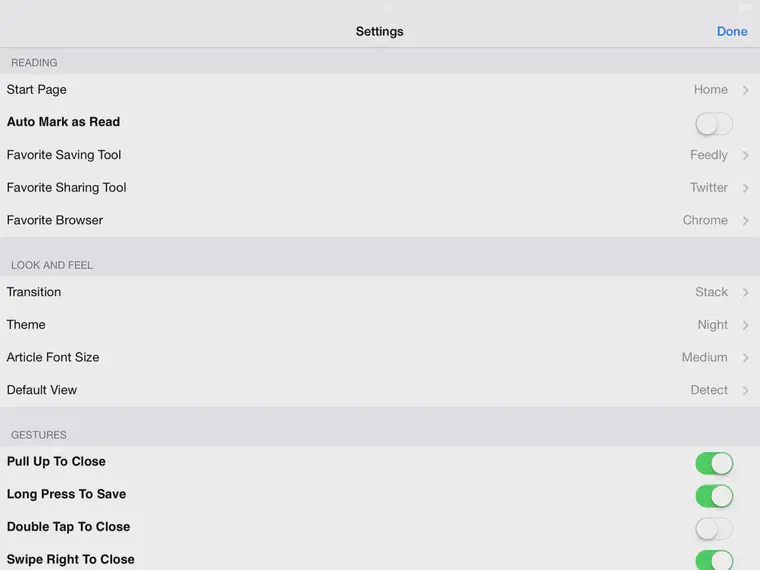 Settings
Done
READING
Start Page Home
Auto Mark as Read
Favorite Saving Tool Feedly
Favorite Sharing Tool Twitter
Favorite Browser Chrome
LOOK AND FEEL
Transition Stack
Theme Night
Article Font Size Medium
Default View Detect
GESTURES
Pull Up To Close
Long Press To Save
Double Tap To Close
Swipe Right To Close